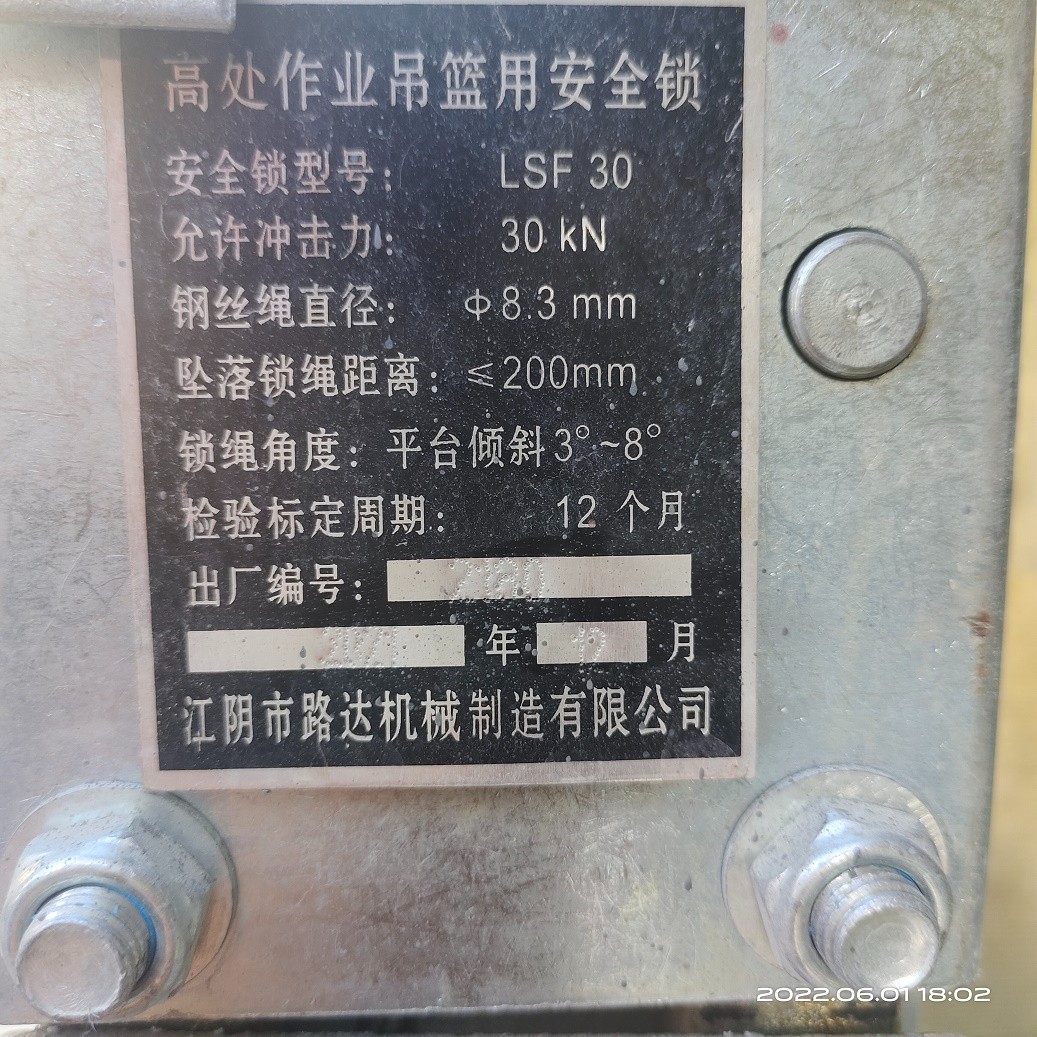 高处作业吊篮用安全锁
安全锁型号: LSF 30
允许冲击力: 30 kN
钢丝绳直径: φ8.3 mm
坠落锁绳距离: ≤200mm
锁绳角度: 平台倾斜3°~8°
检验标定周期: 12 个月
出厂编号:
2021 年 12 月
江阴市路达机械制造有限公司
2022.06.01 18:02